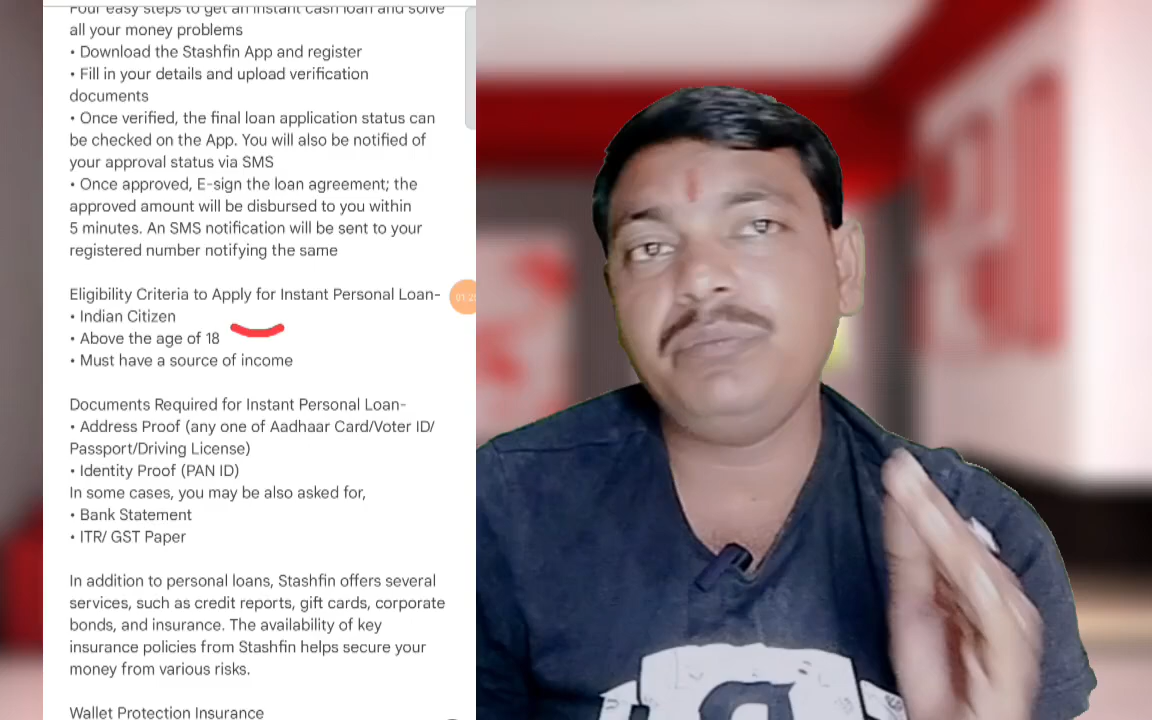 Four easy steps to get an instant cash loan and solve
all your money problems
• Download the Stashfin App and register
• Fill in your details and upload verification
documents
• Once verified, the final loan application status can
be checked on the App. You will also be notified of
your approval status via SMS
• Once approved, E-sign the loan agreement; the
approved amount will be disbursed to you within
5 minutes. An SMS notification will be sent to your
registered number notifying the same
Eligibility Criteria to Apply for Instant Personal Loan-
• Indian Citizen
• Above the age of 18
• Must have a source of income
Documents Required for Instant Personal Loan-
• Address Proof (any one of Aadhaar Card/Voter ID/
Passport/Driving License)
• Identity Proof (PAN ID)
In some cases, you may be also asked for,
• Bank Statement
• ITR/ GST Paper
In addition to personal loans, Stashfin offers several
services, such as credit reports, gift cards, corporate
bonds, and insurance. The availability of key
insurance policies from Stashfin helps secure your
money from various risks.
Wallet Protection Insurance